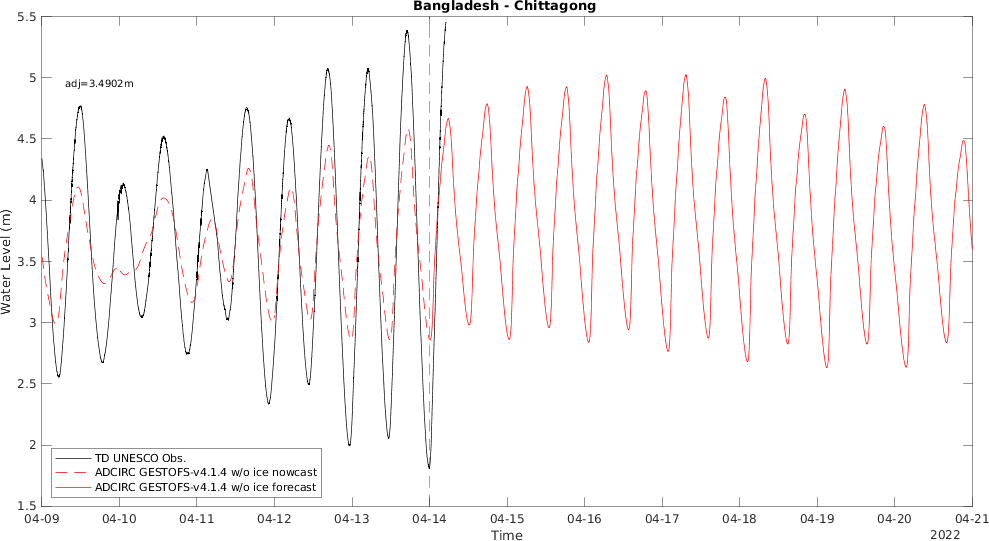 Bangladesh - Chittagong
5.5
5
4.5
4
3.5
3
2.5
2
1.5
Water Level (m)
adj=3.4902m
TD UNESCO Obs.
ADCIRC GESTOFS-v4.1.4 w/o ice nowcast
ADCIRC GESTOFS-v4.1.4 w/o ice forecast
04-09 04-10 04-11 04-12 04-13 04-14 04-15 04-16 04-17 04-18 04-19 04-20 04-21
Time
2022